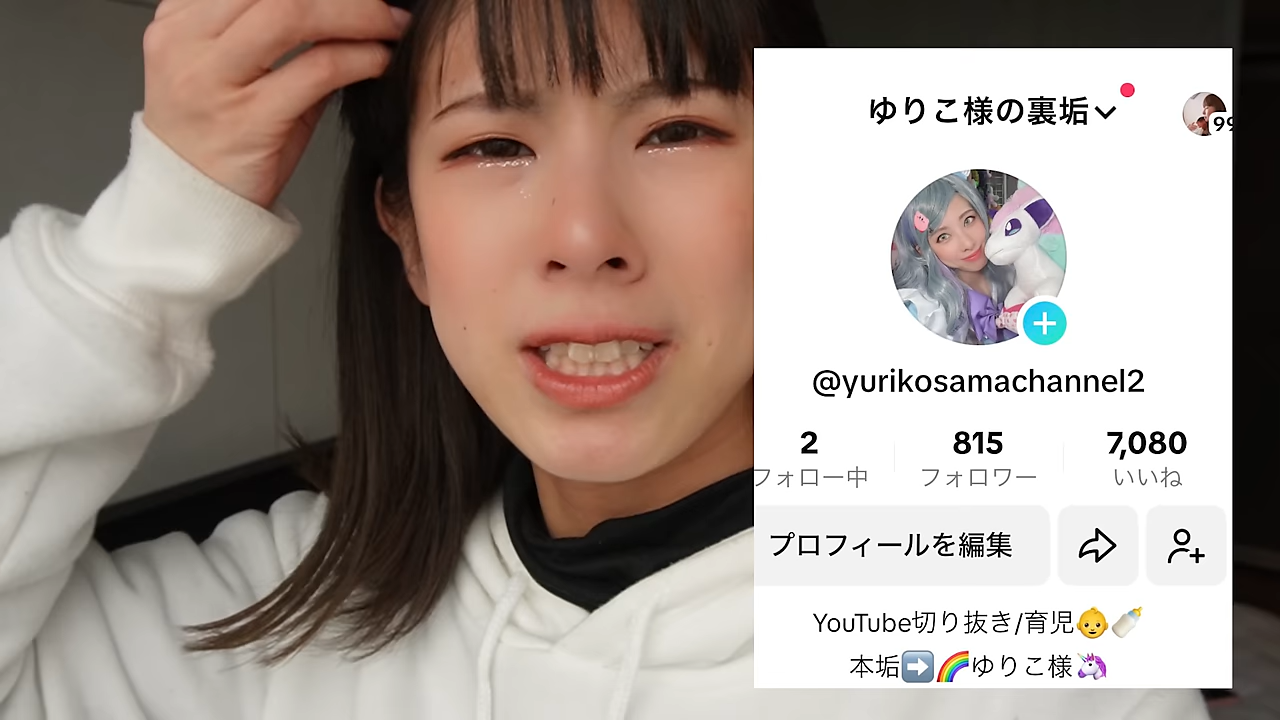 ゆりこ様の裏垢
99
@yurikosamachannel2
2 815 7,080
フォロー中 フォロワー いいね
プロフィールを編集
YouTube切り抜き/育児👶🍼
本垢➡️🌈ゆりこ様🦄